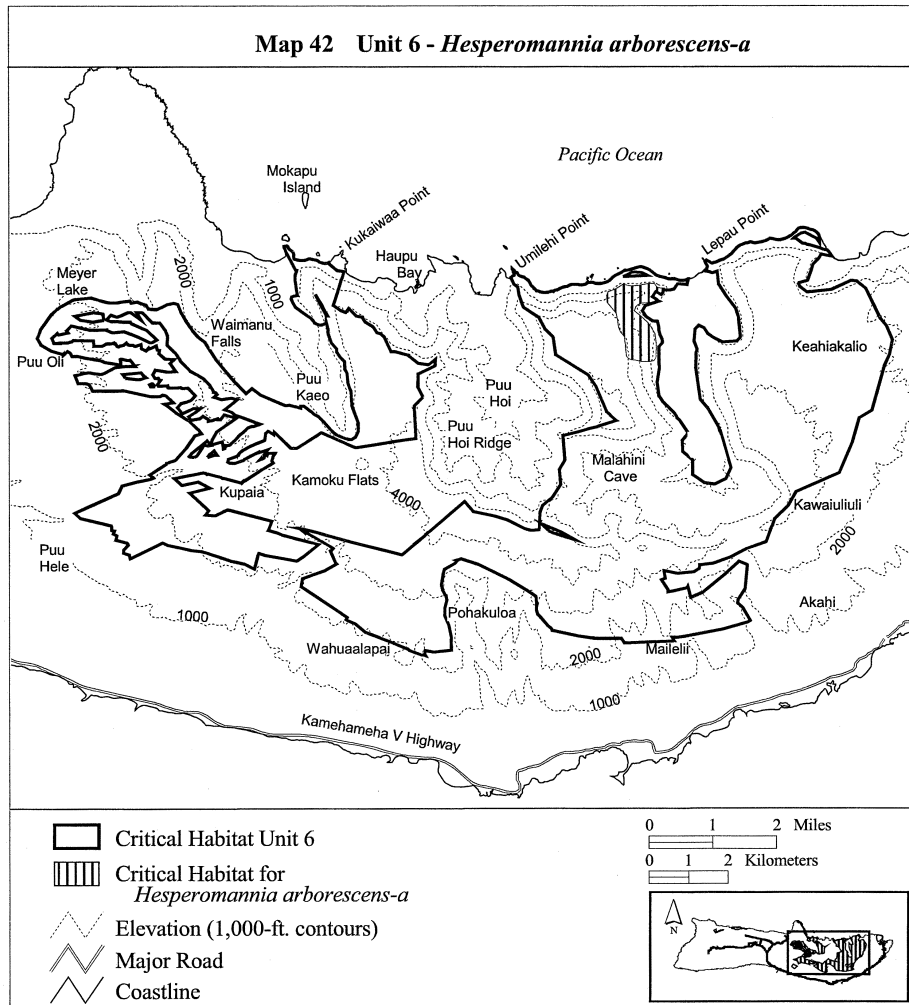 Map 42 Unit 6 - Hesperomannia arborescens-a
Pacific Ocean
Mokapu
Island
Kukaiwaa Point
Haupu
Bay
Umilehi Point
Lepau Point
2000
Meyer
Lake
1000
Waimanu
Falls
Keahiakalio
Puu Oli
Puu
Kaeo
Puu
Hoi
Puu
Hoi Ridge
2000
Malahini
Cave
Kamoku Flats
Kupaia
4000
Kawaiuliuli
2000
Puu
Hele
1000
Pohakuloa
Akahi
Wahuaalapai
Mailelii
2000
1000
Kamehameha V Highway
Critical Habitat Unit 6
Critical Habitat for
Hesperomannia arborescens-a
Elevation (1,000-ft. contours)
Major Road
Coastline
0 1 2 Miles
0 1 2 Kilometers
N